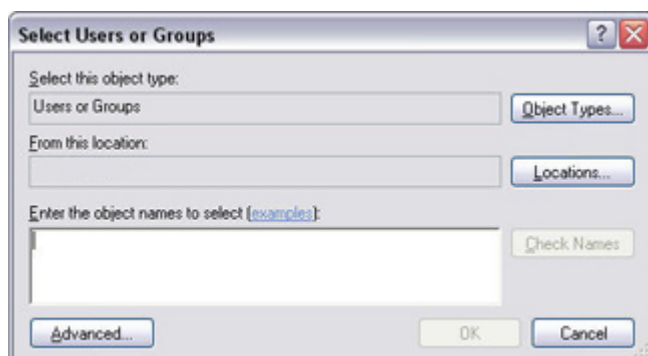 Select Users or Groups
Select this object type:
Users or Groups
Object Types...
From this location:
Locations...
Enter the object names to select (examples):
Check Names
Advanced...
OK
Cancel